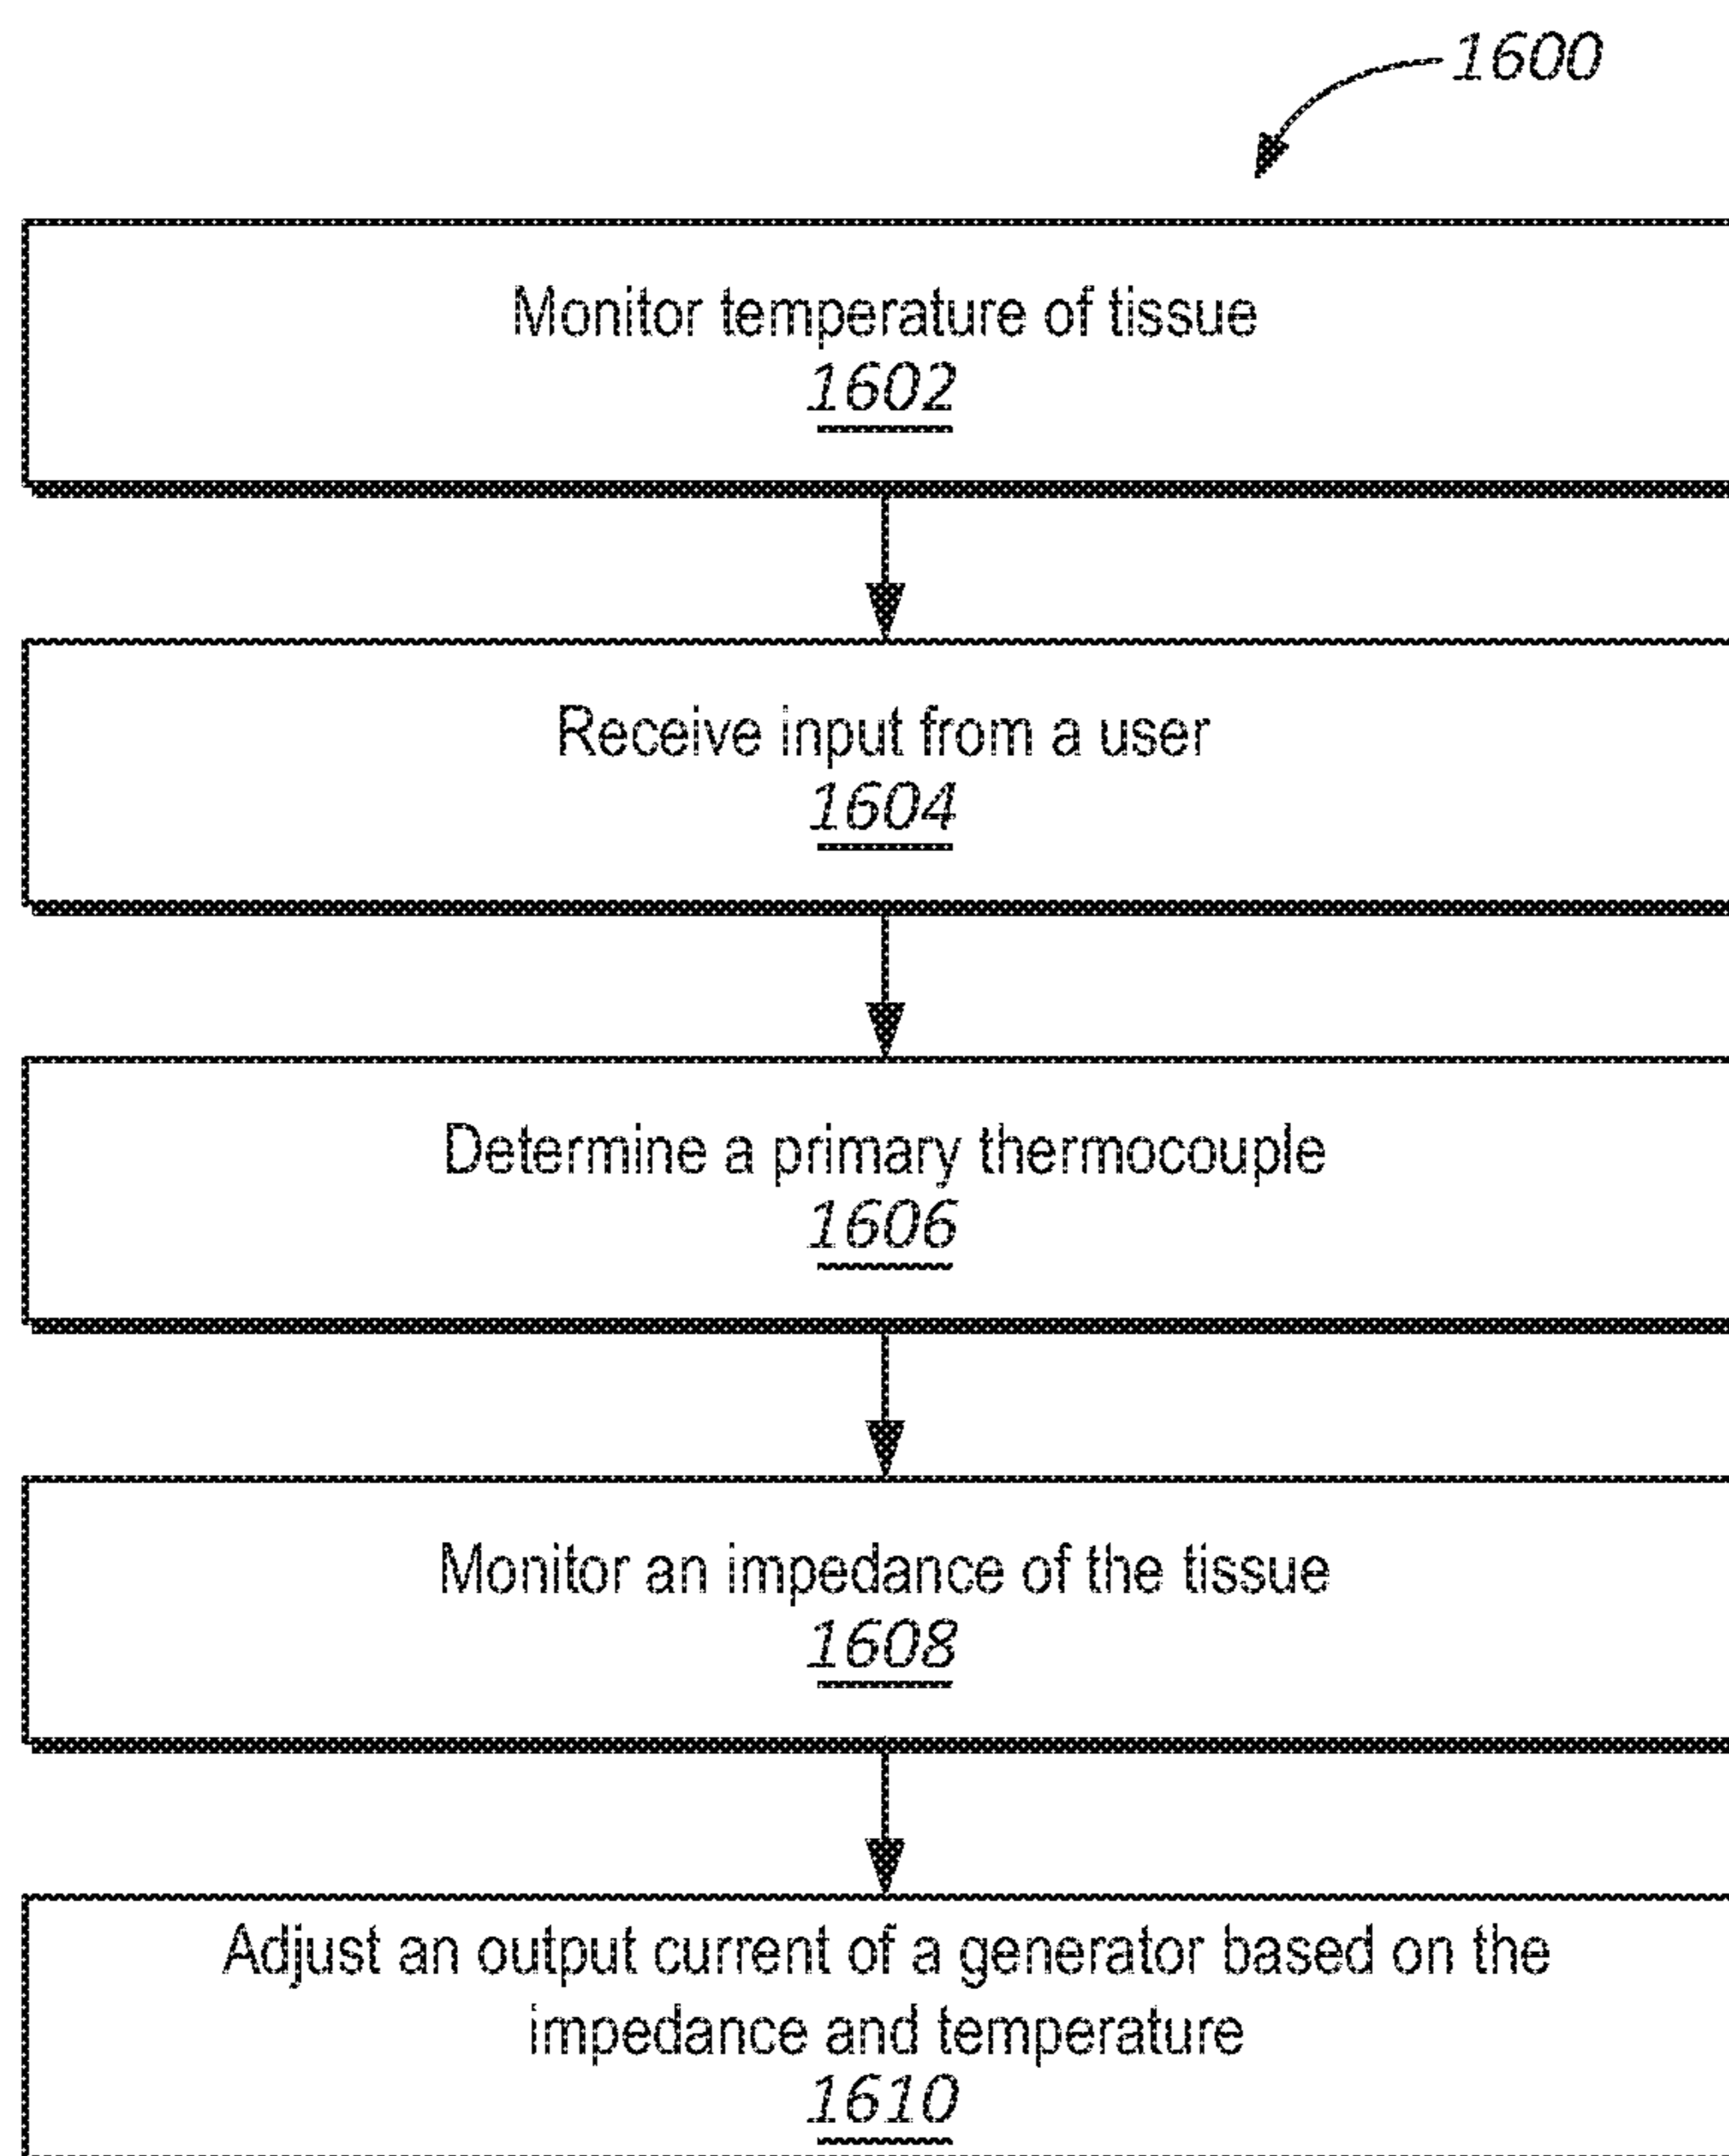 1600
Monitor temperature of tissue
1602
Receive input from a user
1604
Determine a primary thermocouple
1606
Monitor an impedance of the tissue
1608
Adjust an output current of a generator based on the
impedance and temperature
1610